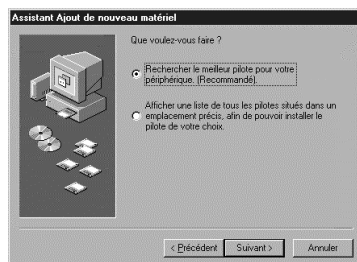 Assistant Ajout de nouveau matériel
Que voulez-vous faire ?
Rechercher le meilleur pilote pour votre
périphérique. (Recommandé).
Afficher une liste de tous les pilotes situés dans un
emplacement précis, afin de pouvoir installer le
pilote de votre choix.
< Précédent
Suivant >
Annuler